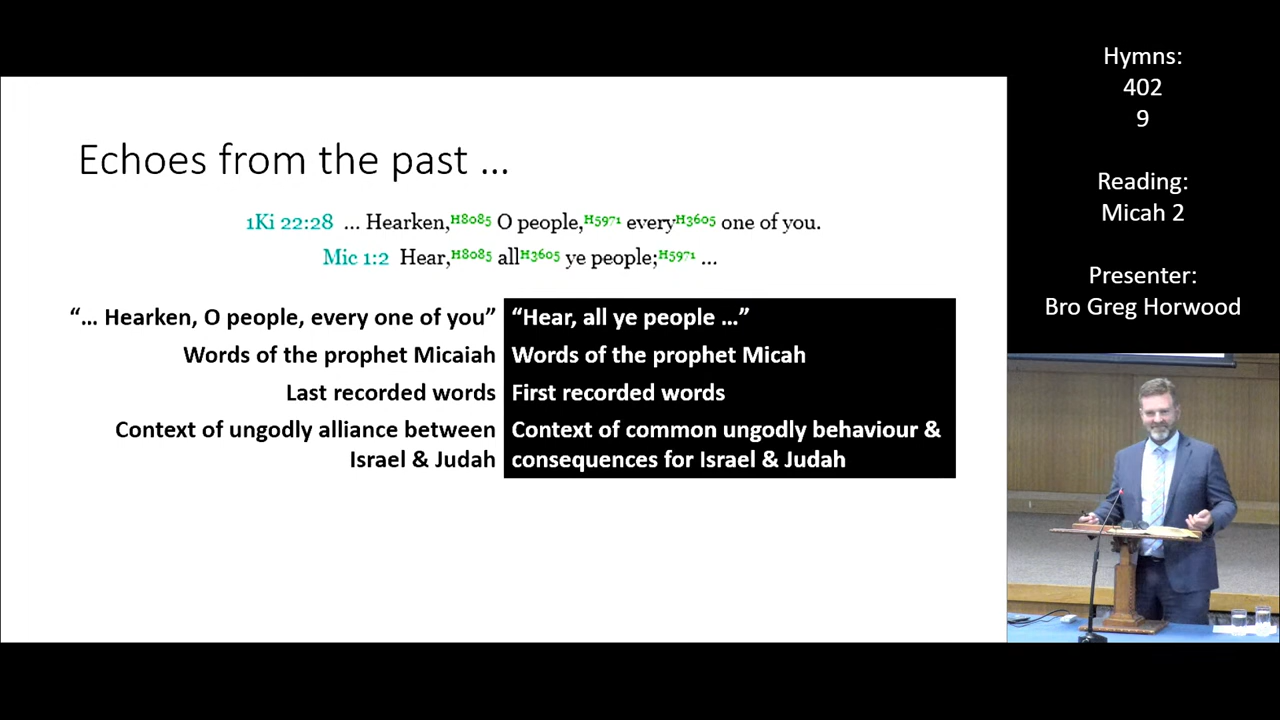 Echoes from the past ...
1Ki 22:28 ... Hearken,H8085 O people,H5971 everyH3605 one of you.
Mic 1:2 Hear,H8085 allH3605 ye people;H5971 ...
“... Hearken, O people, every one of you”
Words of the prophet Micaiah
Last recorded words
Context of ungodly alliance between
Israel & Judah
“Hear, all ye people ...”
Words of the prophet Micah
First recorded words
Context of common ungodly behaviour &
consequences for Israel & Judah
Hymns:
402
9
Reading:
Micah 2
Presenter:
Bro Greg Horwood